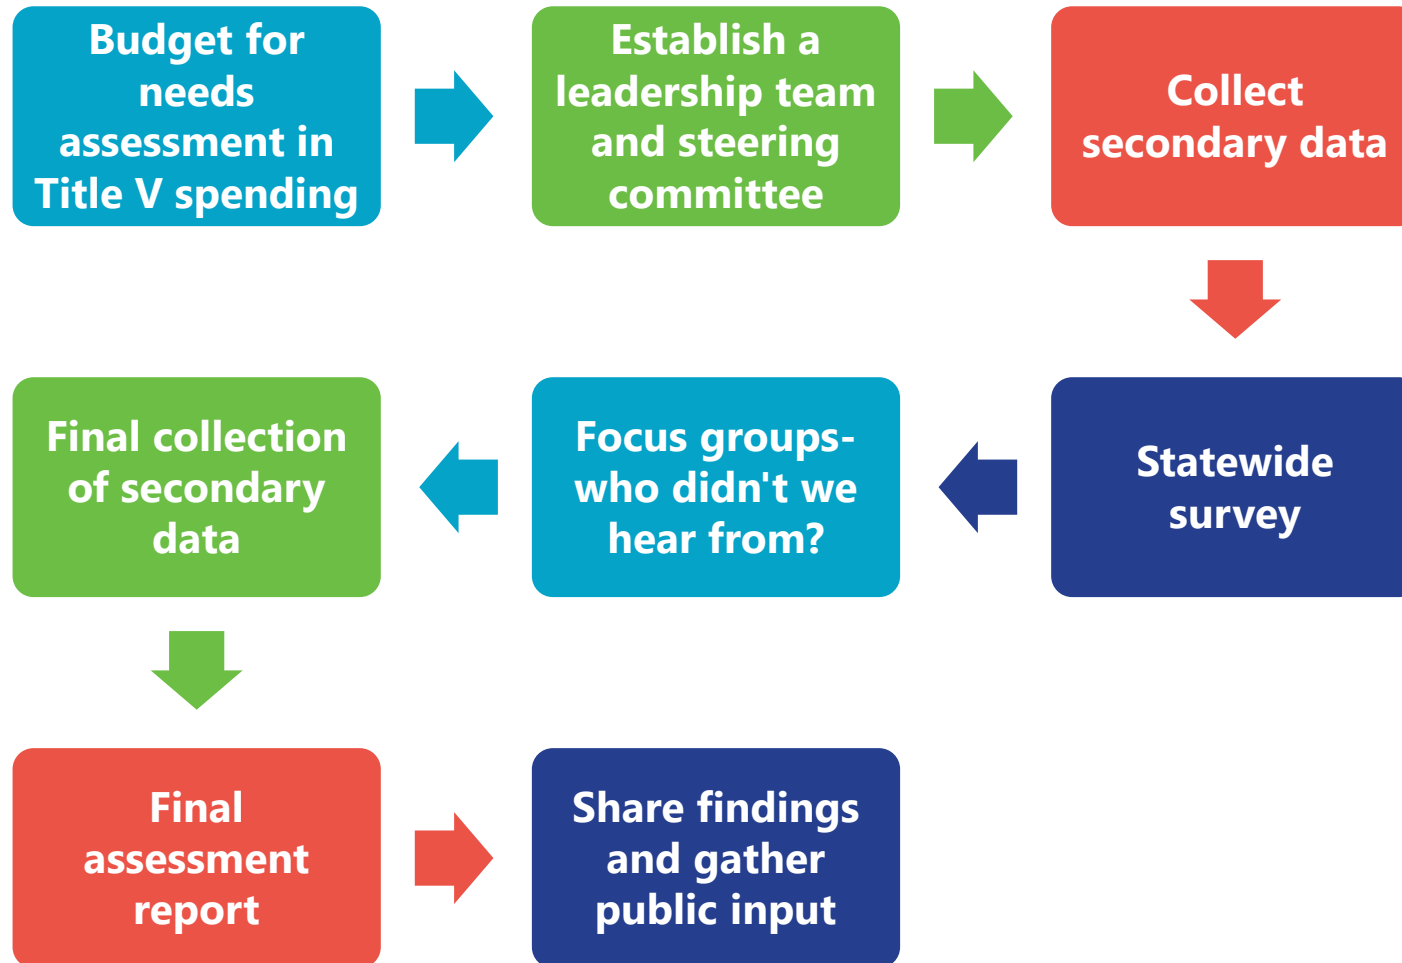 Budget for
needs
assessment in
Title V spending
Establish a
leadership team
and steering
committee
Collect
secondary data
Statewide
survey
Focus groups-
who didn't we
hear from?
Final collection
of secondary
data
Final
assessment
report
Share findings
and gather
public input